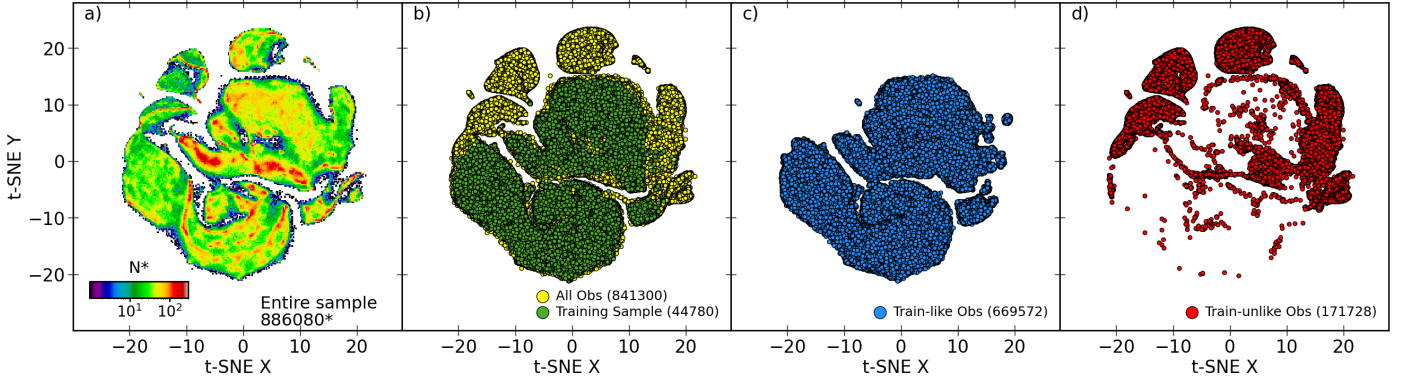 a)
b)
c)
d)
20
10
0
−10
−20
t-SNE Y
N*
10¹ 10²
Entire sample
886080*
All Obs (841300)
Training Sample (44780)
Train-like Obs (669572)
Train-unlike Obs (171728)
−20 −10 0 10 20
−20 −10 0 10 20
−20 −10 0 10 20
−20 −10 0 10 20
t-SNE X
t-SNE X
t-SNE X
t-SNE X